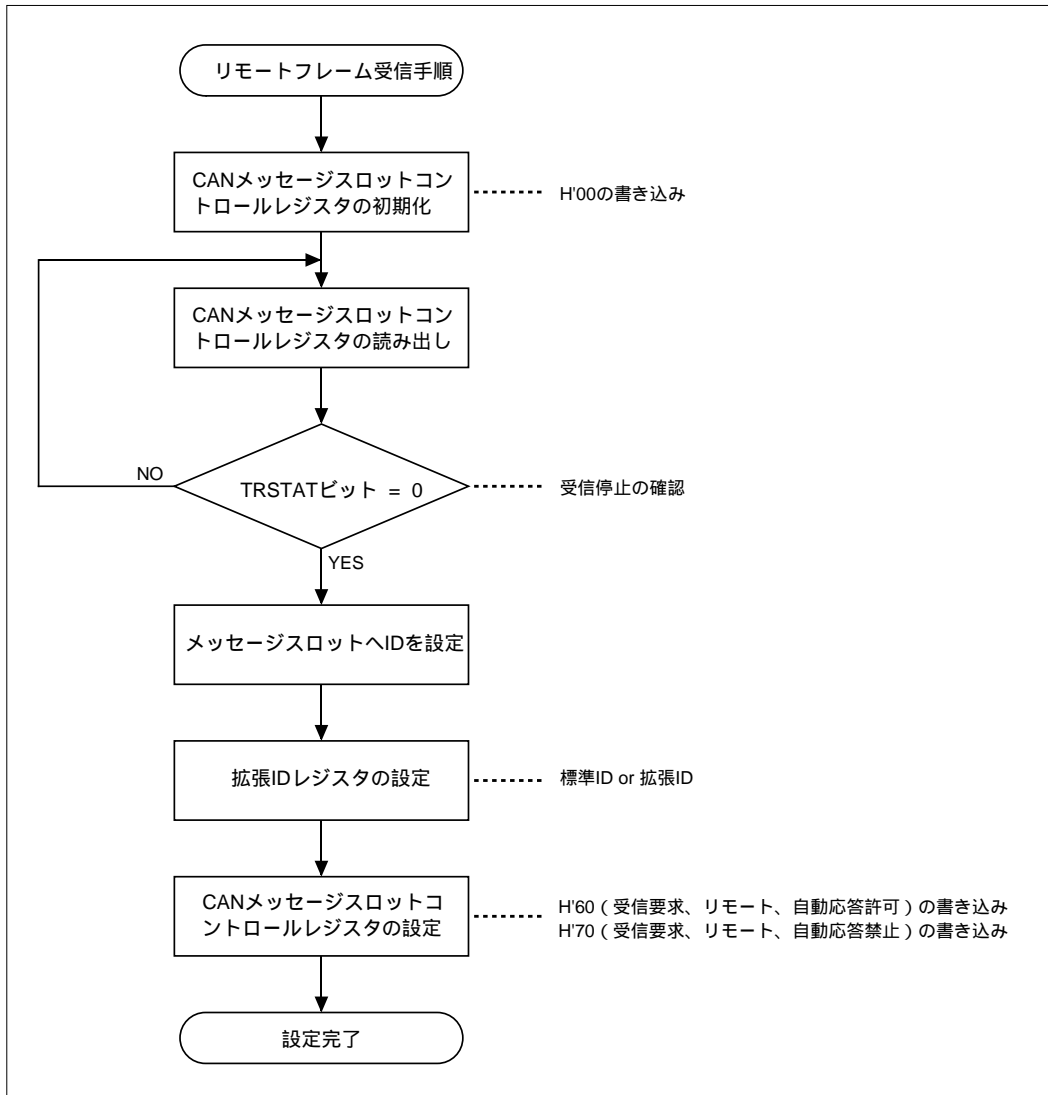 リモートフレーム受信手順
CANメッセージスロットコン
トロールレジスタの初期化
H'00の書き込み
CANメッセージスロットコン
トロールレジスタの読み出し
NO
TRSTATビット = 0
受信停止の確認
YES
メッセージスロットへIDを設定
拡張IDレジスタの設定
標準ID or 拡張ID
CANメッセージスロットコ
ントロールレジスタの設定
H'60(受信要求、リモート、自動応答許可)の書き込み
H'70(受信要求、リモート、自動応答禁止)の書き込み
設定完了